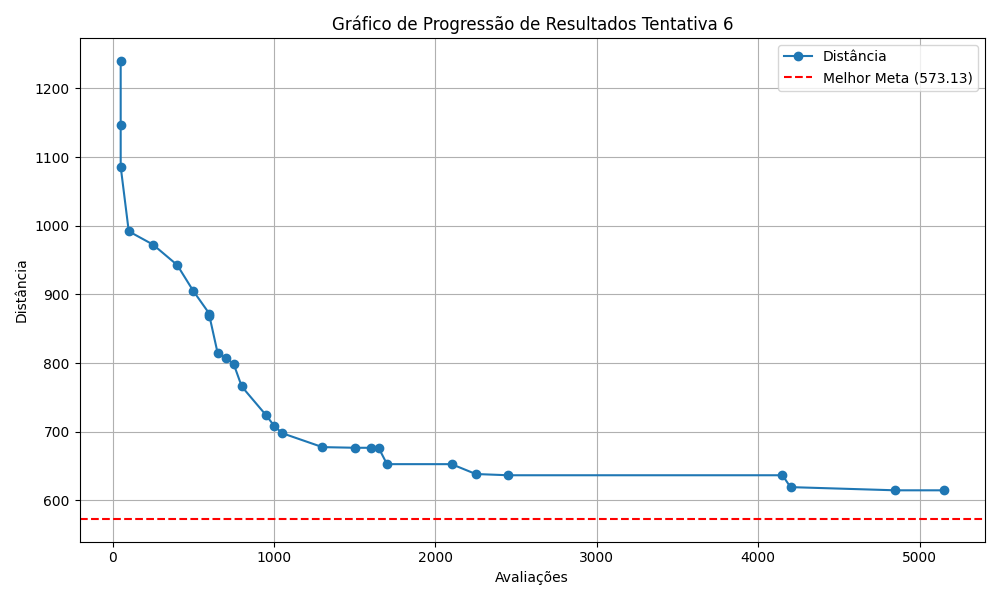 Gráfico de Progressão de Resultados Tentativa 6
Distância
Melhor Meta (573.13)
1200
1100
1000
900
800
700
600
Distância
0 1000 2000 3000 4000 5000
Avaliações